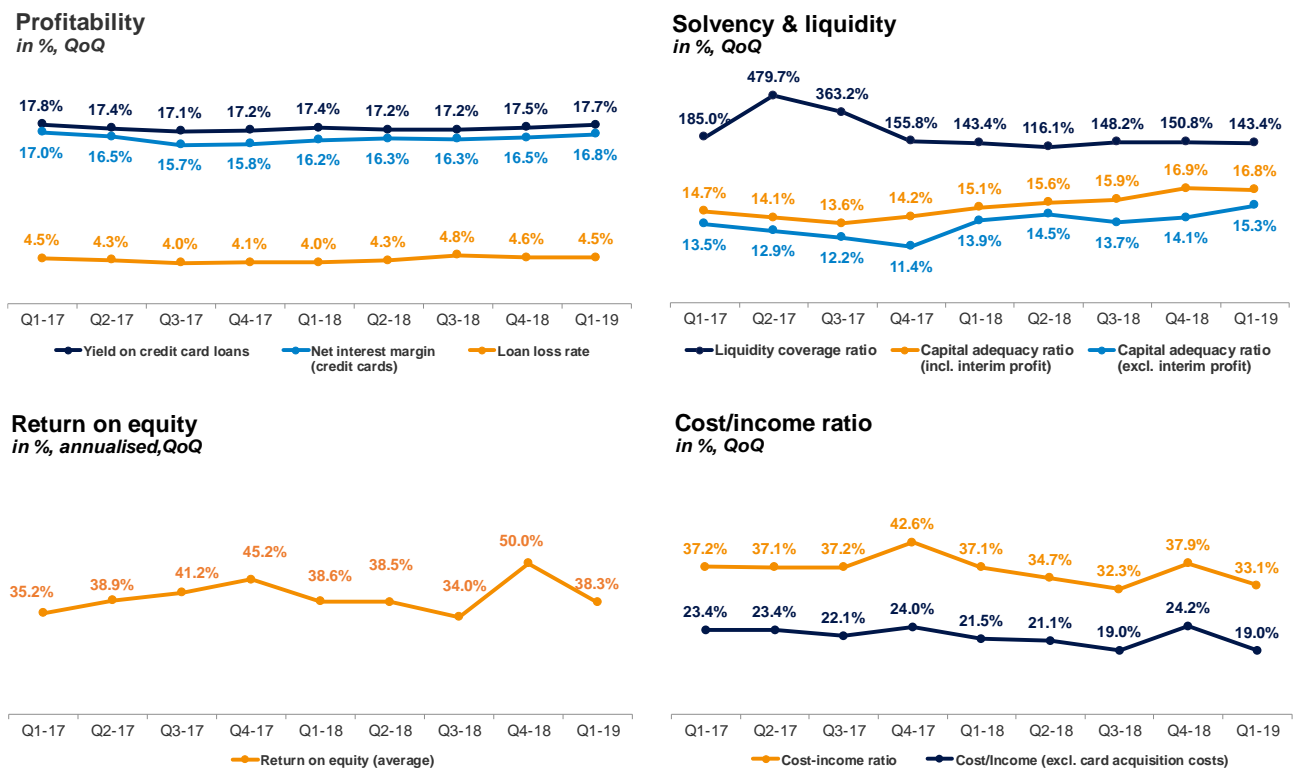 Profitability
in %, QoQ
17.8% 17.4% 17.1% 17.2% 17.4% 17.2% 17.2% 17.5% 17.7%
17.0% 16.5% 15.7% 15.8% 16.2% 16.3% 16.3% 16.5% 16.8%
4.5% 4.3% 4.0% 4.1% 4.0% 4.3% 4.8% 4.6% 4.5%
Q1-17 Q2-17 Q3-17 Q4-17 Q1-18 Q2-18 Q3-18 Q4-18 Q1-19
Yield on credit card loans Net interest margin Loan loss rate
(credit cards)
Solvency & liquidity
in %, QoQ
185.0% 479.7% 363.2% 155.8% 143.4% 116.1% 148.2% 150.8% 143.4%
14.7% 14.1% 13.6% 14.2% 15.1% 15.6% 15.9% 16.9% 16.8%
13.5% 12.9% 12.2% 11.4% 13.9% 14.5% 13.7% 14.1% 15.3%
Q1-17 Q2-17 Q3-17 Q4-17 Q1-18 Q2-18 Q3-18 Q4-18 Q1-19
Liquidity coverage ratio Capital adequacy ratio Capital adequacy ratio
(incl. interim profit) (excl. interim profit)
Return on equity
in %, annualised,QoQ
35.2% 38.9% 41.2% 45.2% 38.6% 38.5% 34.0% 50.0% 38.3%
Q1-17 Q2-17 Q3-17 Q4-17 Q1-18 Q2-18 Q3-18 Q4-18 Q1-19
Return on equity (average)
Cost/income ratio
in %, QoQ
37.2% 37.1% 37.2% 42.6% 37.1% 34.7% 32.3% 37.9% 33.1%
23.4% 23.4% 22.1% 24.0% 21.5% 21.1% 19.0% 24.2% 19.0%
Q1-17 Q2-17 Q3-17 Q4-17 Q1-18 Q2-18 Q3-18 Q4-18 Q1-19
Cost-income ratio Cost/Income (excl. card acquisition costs)